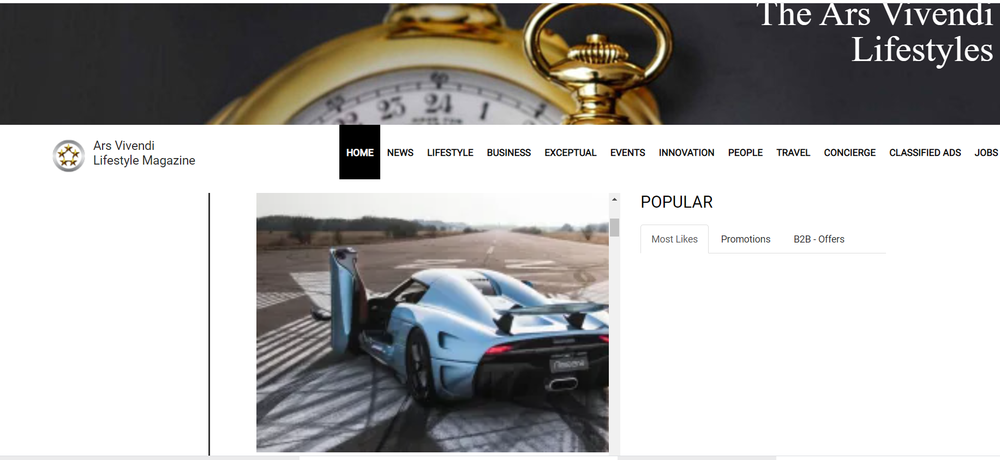 The Ars Vivendi
Lifestyles
23 24 1
Ars Vivendi
Lifestyle Magazine
HOME NEWS LIFESTYLE BUSINESS EXCEPTUAL EVENTS INNOVATION PEOPLE TRAVEL CONCIERGE CLASSIFIED ADS JOBS
POPULAR
Most Likes Promotions B2B - Offers